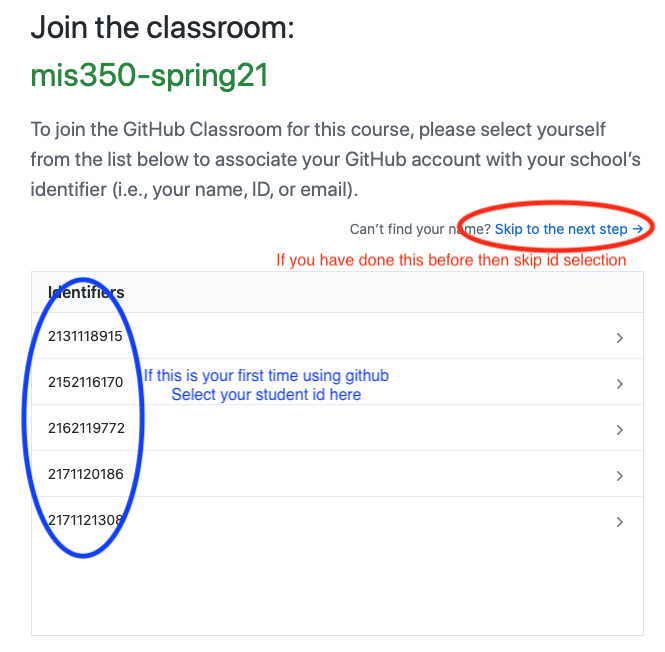 Join the classroom:
mis350-spring21
To join the GitHub Classroom for this course, please select yourself
from the list below to associate your GitHub account with your school’s
identifier (i.e., your name, ID, or email).
Can’t find your name? Skip to the next step →
If you have done this before then skip id selection
Identifiers
2131118915
2152116170
If this is your first time using github
Select your student id here
2162119772
2171120186
2171121308